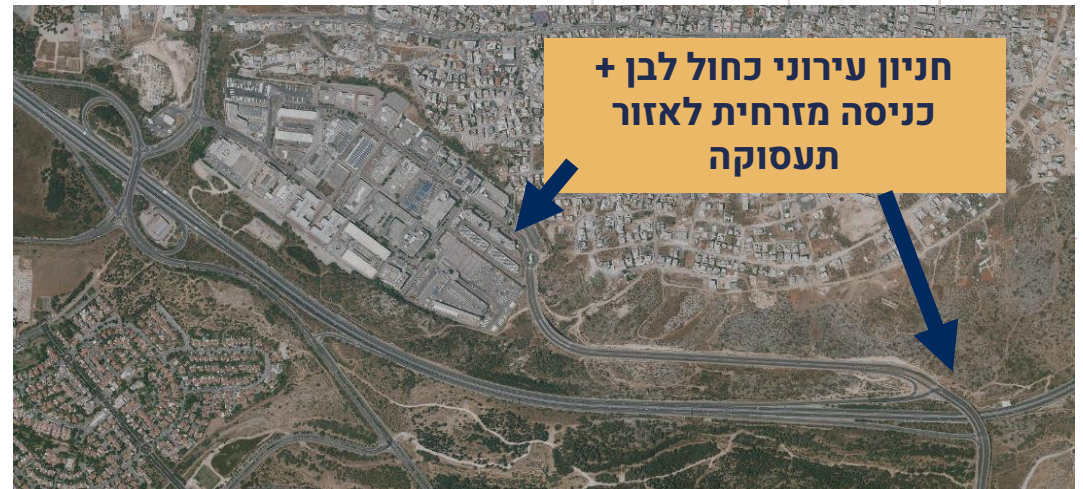 חניון עירוני כחול לבן +
כניסה מזרחית לאזור
תעסוקה